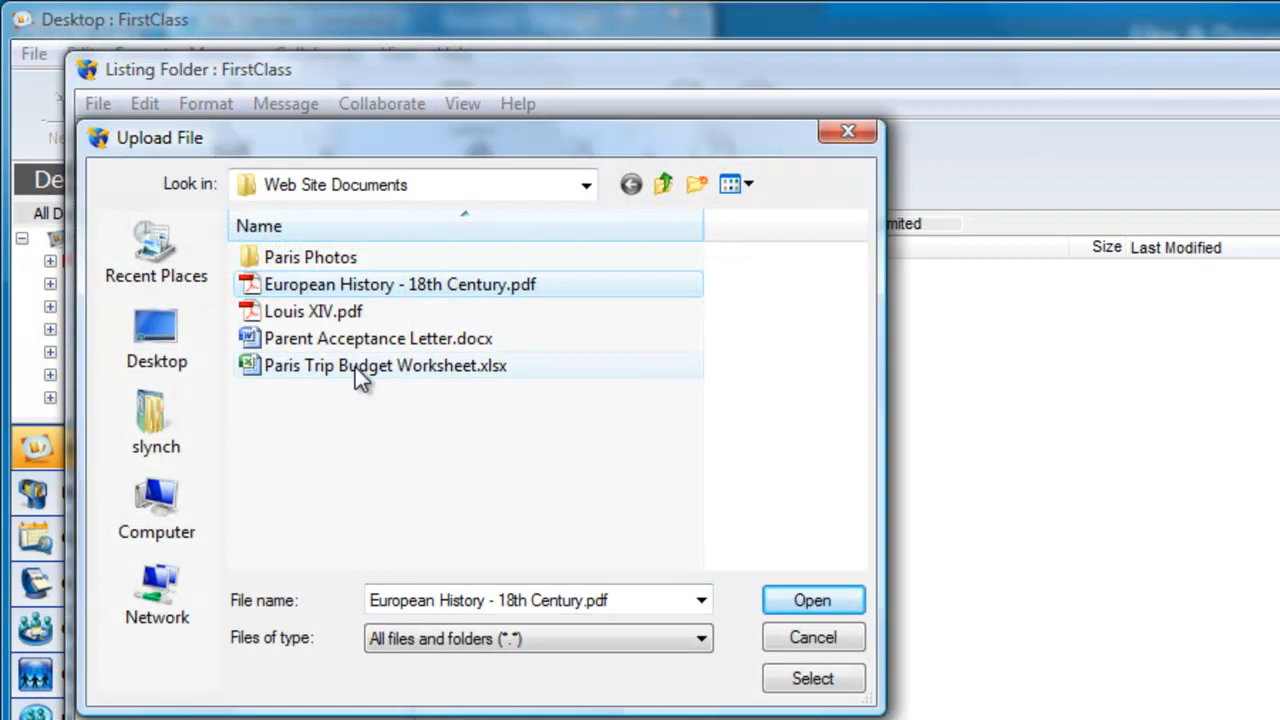 Desktop : FirstClass
File
Listing Folder : FirstClass
File Edit Format Message Collaborate View Help
Upload File
Look in: Web Site Documents
Name
Paris Photos
European History - 18th Century.pdf
Louis XIV.pdf
Parent Acceptance Letter.docx
Paris Trip Budget Worksheet.xlsx
Recent Places
Desktop
slynch
Computer
Network
File name: European History - 18th Century.pdf
Files of type: All files and folders (*.*)
Open
Cancel
Select
De
All D
mited
Size Last Modified